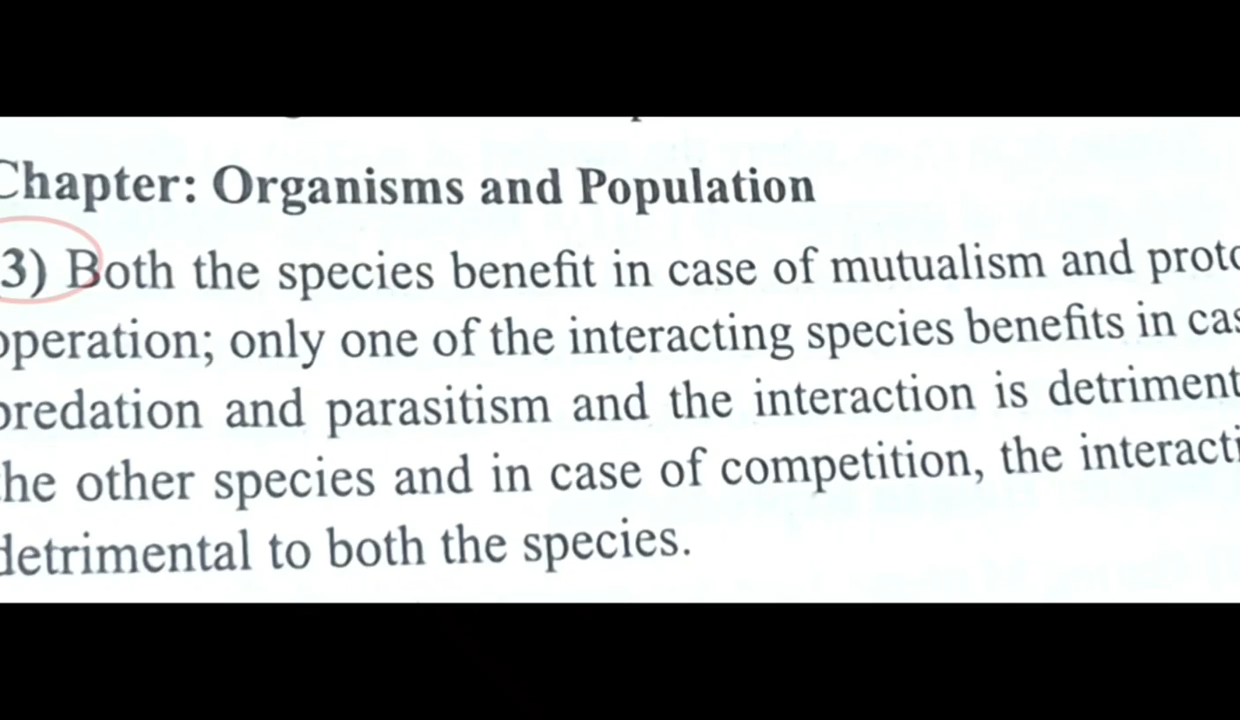 Chapter: Organisms and Population
3) Both the species benefit in case of mutualism and proto
operation; only one of the interacting species benefits in cas
predation and parasitism and the interaction is detriment
the other species and in case of competition, the interacti
detrimental to both the species.